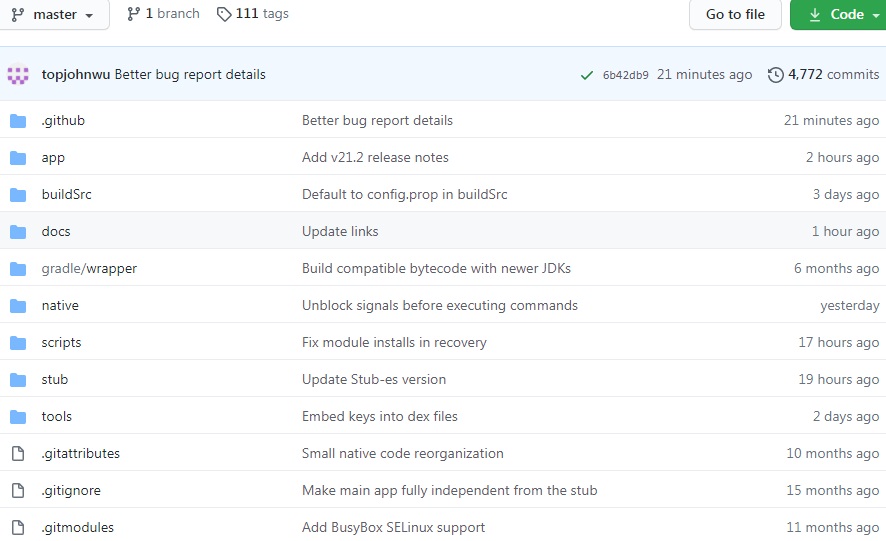 master 1 branch 111 tags Go to file Code
topjohnwu Better bug report details 6b42db9 21 minutes ago 4,772 commits
.github Better bug report details 21 minutes ago
app Add v21.2 release notes 2 hours ago
buildSrc Default to config.prop in buildSrc 3 days ago
docs Update links 1 hour ago
gradle/wrapper Build compatible bytecode with newer JDKs 6 months ago
native Unblock signals before executing commands yesterday
scripts Fix module installs in recovery 17 hours ago
stub Update Stub-es version 19 hours ago
tools Embed keys into dex files 2 days ago
.gitattributes Small native code reorganization 10 months ago
.gitignore Make main app fully independent from the stub 15 months ago
.gitmodules Add BusyBox SELinux support 11 months ago